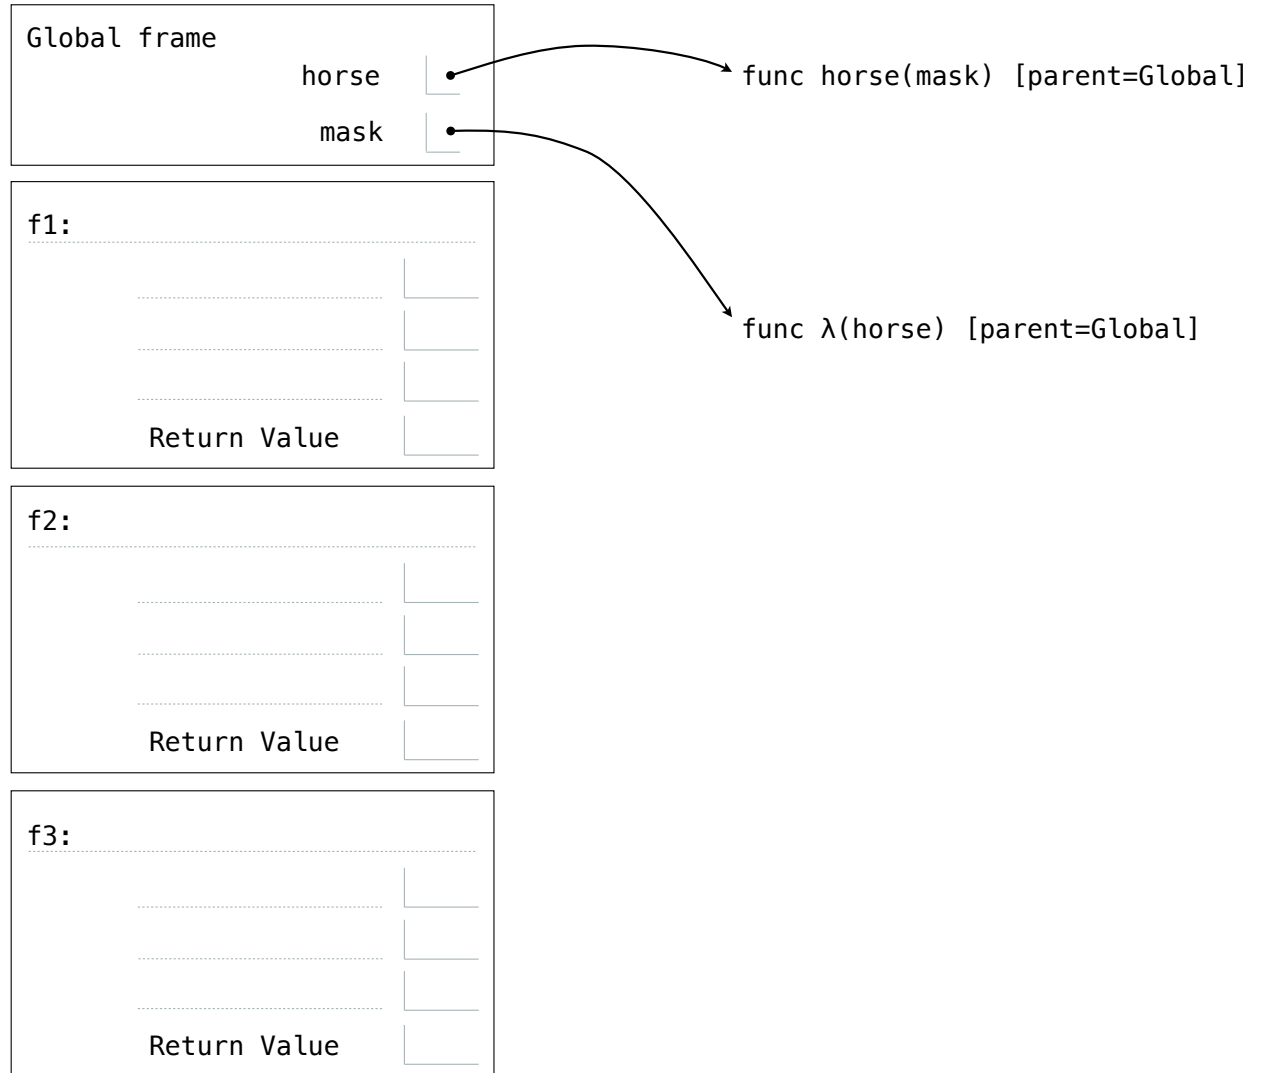 Global frame
horse
func horse(mask) [parent=Global]
mask
f1:
func λ(horse) [parent=Global]
Return Value
f2:
Return Value
f3:
Return Value